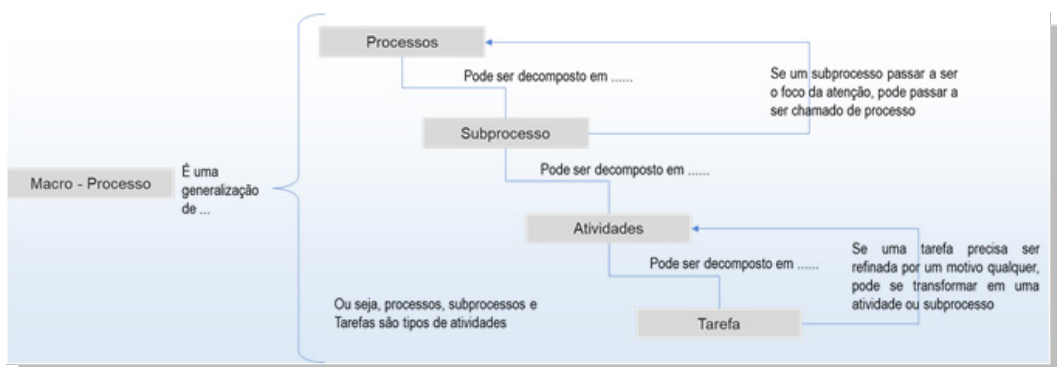 Processos
Pode ser decomposto em ......
Se um subprocesso passar a ser
o foco da atenção, pode passar a
ser chamado de processo
Subprocesso
Macro - Processo
É uma
generalização
de ...
Pode ser decomposto em ......
Atividades
Pode ser decomposto em ......
Se uma tarefa precisa ser
refinada por um motivo qualquer,
pode se transformar em uma
atividade ou subprocesso
Ou seja, processos, subprocessos e
Tarefas são tipos de atividades
Tarefa